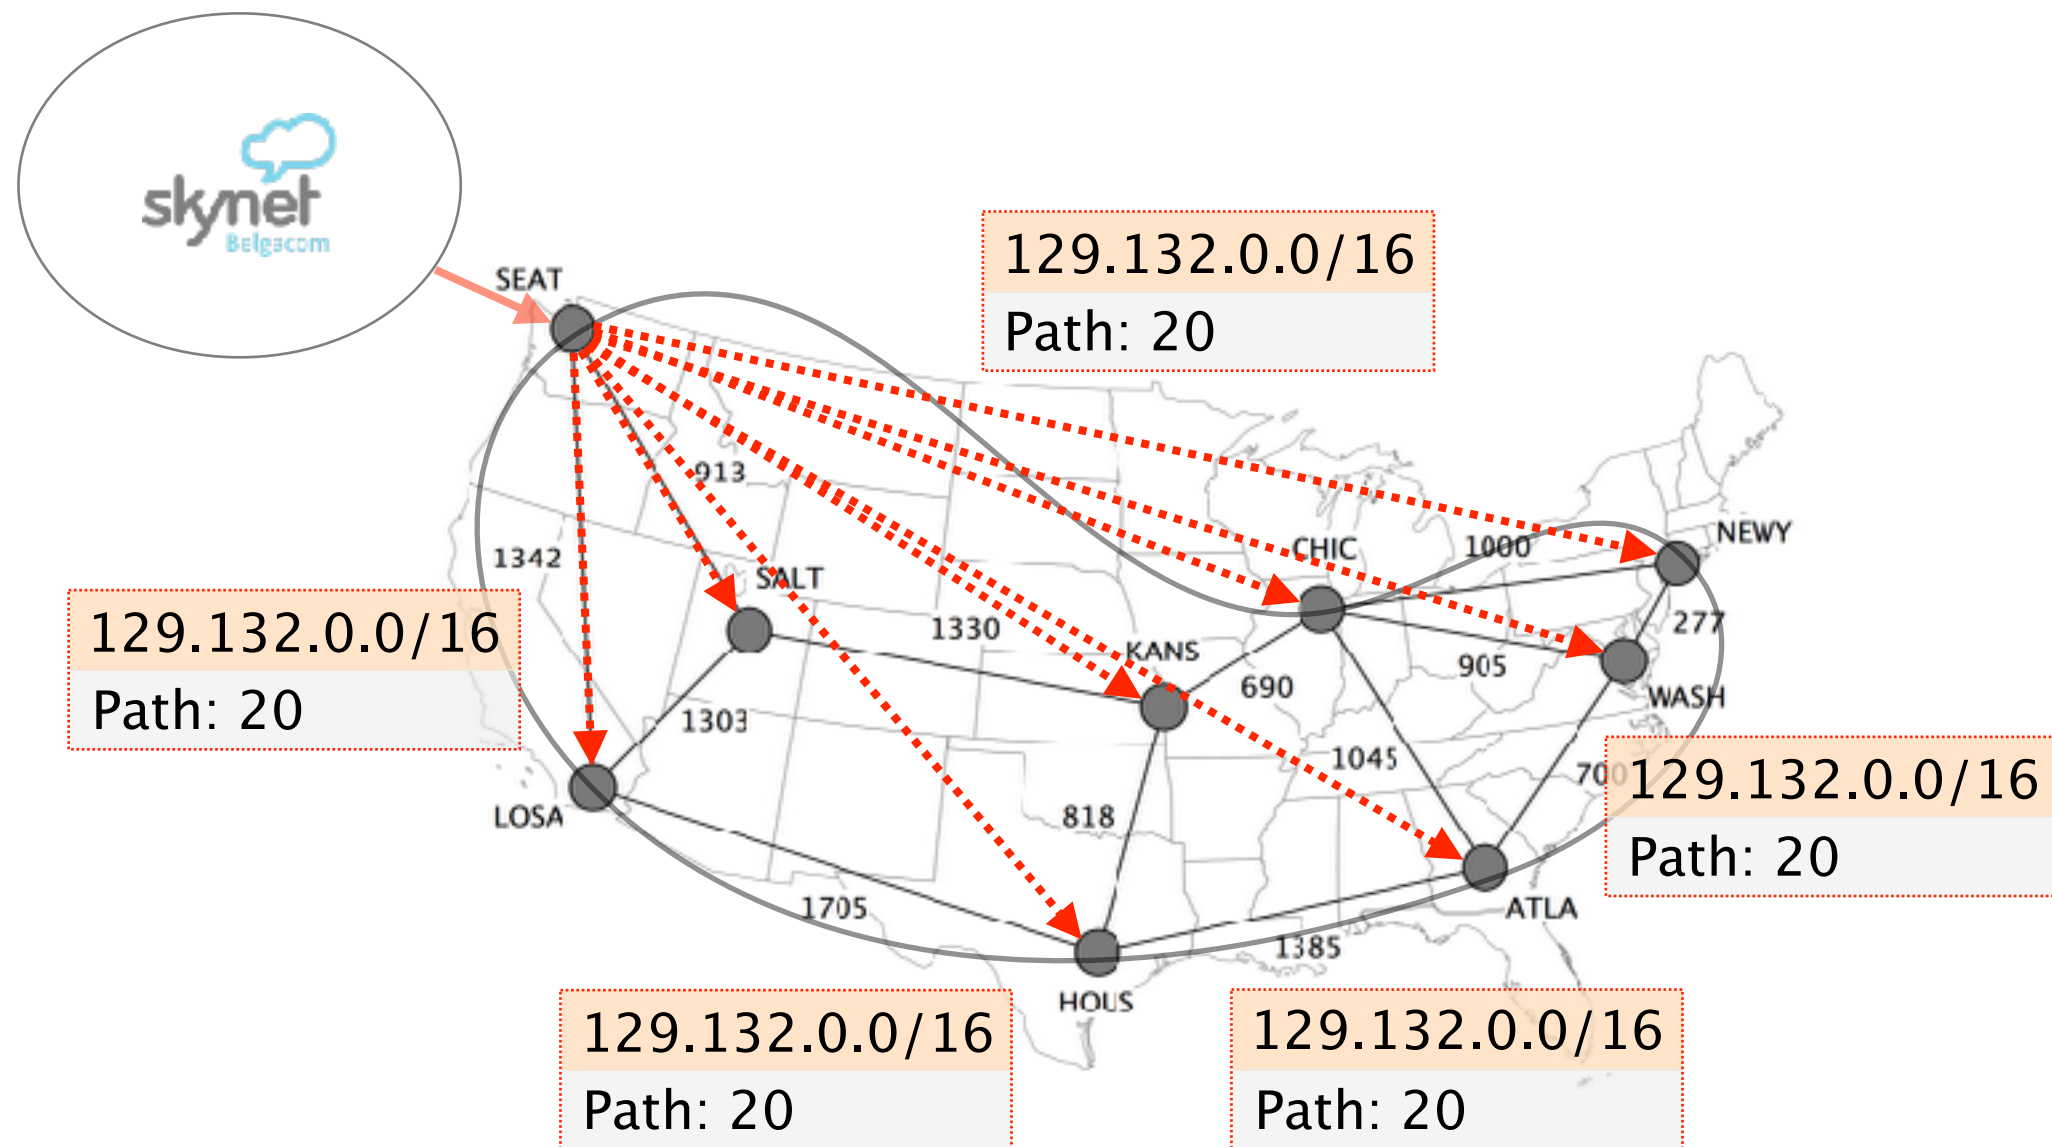 skynet
Belgacom
SEAT
129.132.0.0/16
Path: 20
913
1342
SALT
CHIC
1000
NEWY
129.132.0.0/16
Path: 20
1330
KANS
277
690
905
WASH
1303
1045
700
129.132.0.0/16
Path: 20
LOSA
818
1705
ATLA
1385
HOUS
129.132.0.0/16
Path: 20
129.132.0.0/16
Path: 20